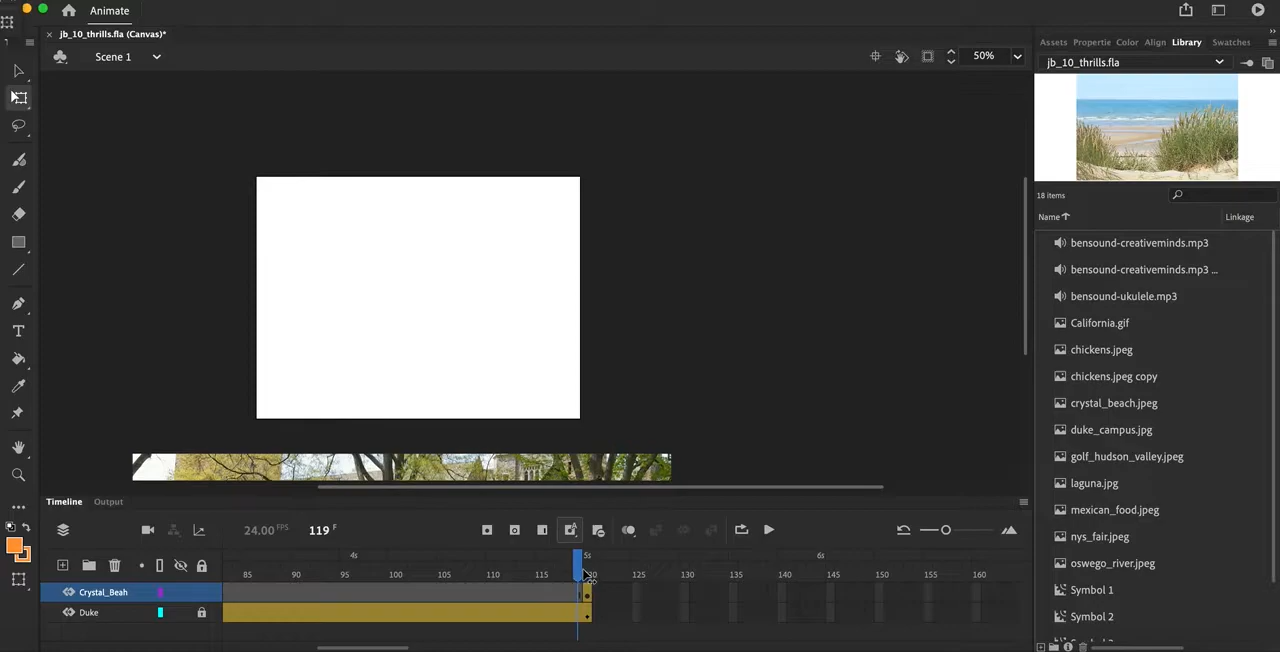 Animate
jb_10_thrills.fla (Canvas)*
Scene 1
50%
Assets Propertie Color Align Library Swatches
jb_10_thrills.fla
18 items
Name Linkage
bensound-creativeminds.mp3
bensound-creativeminds.mp3 ...
bensound-ukulele.mp3
California.gif
chickens.jpeg
chickens.jpeg copy
crystal_beach.jpeg
duke_campus.jpg
golf_hudson_valley.jpeg
laguna.jpg
mexican_food.jpeg
nys_fair.jpeg
oswego_river.jpeg
Symbol 1
Symbol 2
Timeline Output
24.00 FPS 119 F
4s 5s 6s
85 90 95 100 105 110 115 125 130 135 140 145 150 155 160
Crystal_Beah
Duke